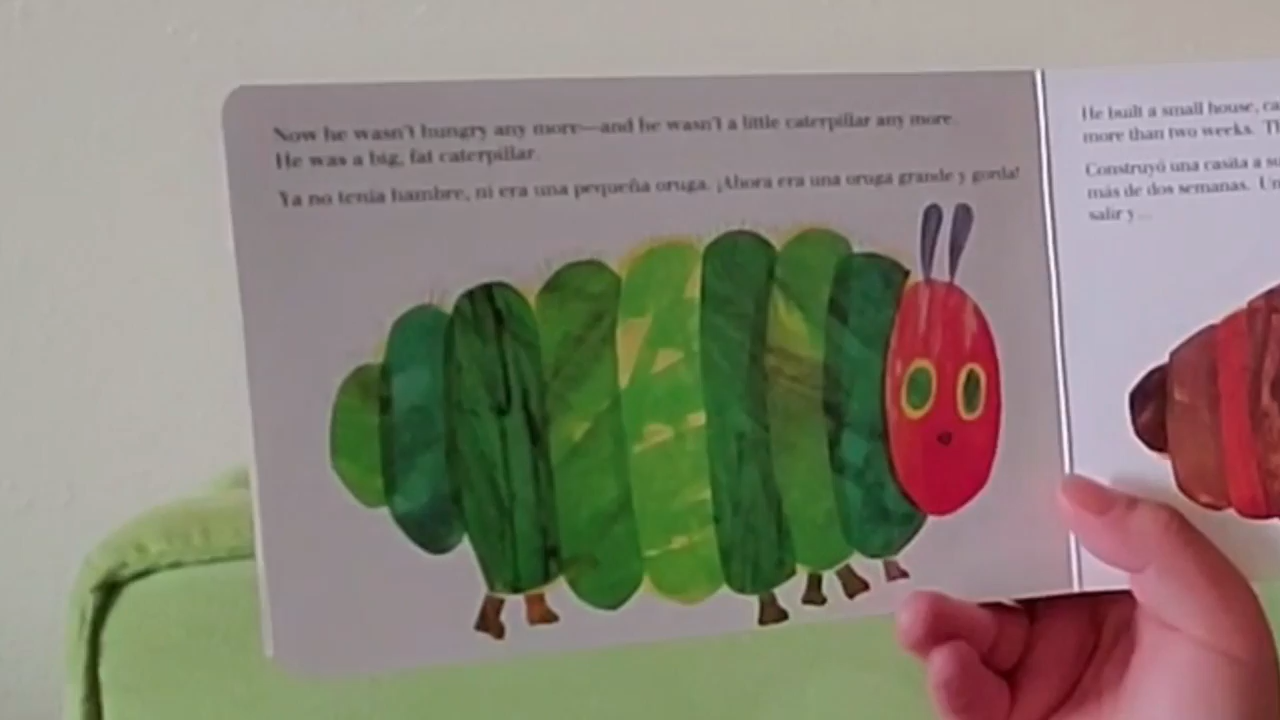 Now he wasn't hungry any more—and he wasn't a little caterpillar any more.
He was a big, fat caterpillar.
Ya no tenía hambre, ni era una pequeña oruga. ¡Ahora era una oruga grande y gorda!
He built a small house, ca
more than two weeks. Th
Construyó una casita a su
más de dos semanas. Un
salir y...